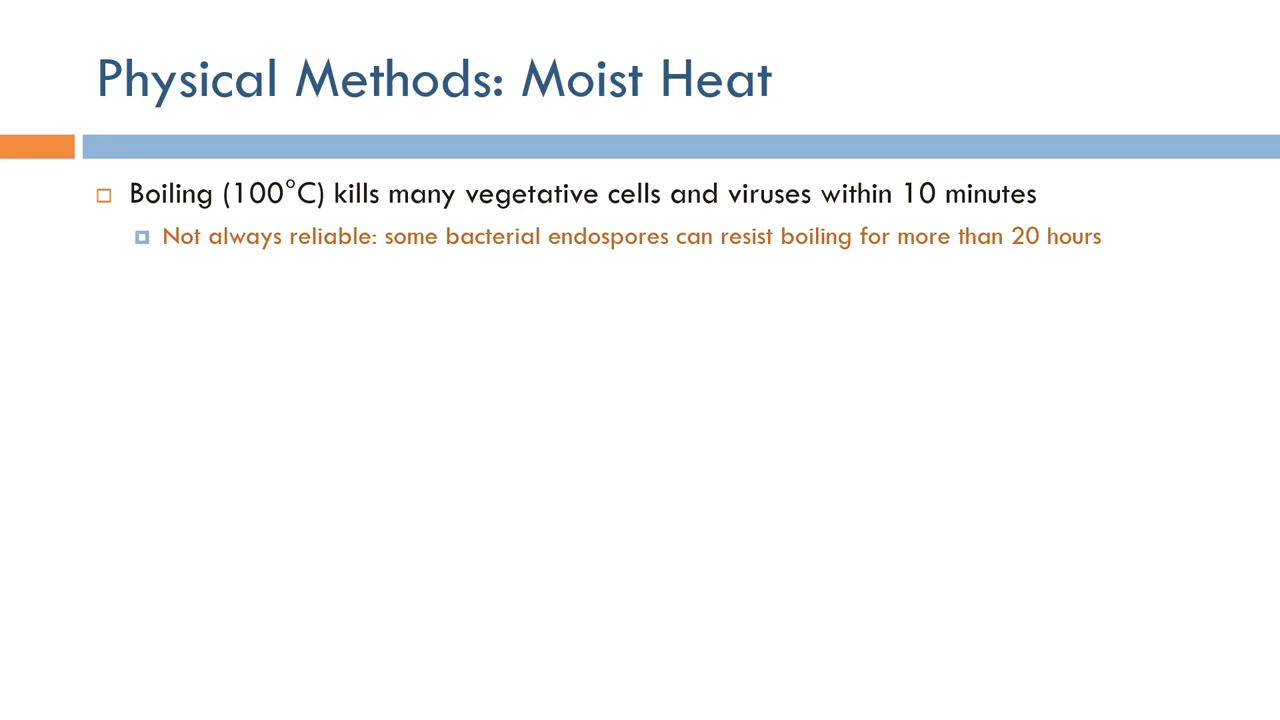 Physical Methods: Moist Heat
Boiling (100°C) kills many vegetative cells and viruses within 10 minutes
Not always reliable: some bacterial endospores can resist boiling for more than 20 hours